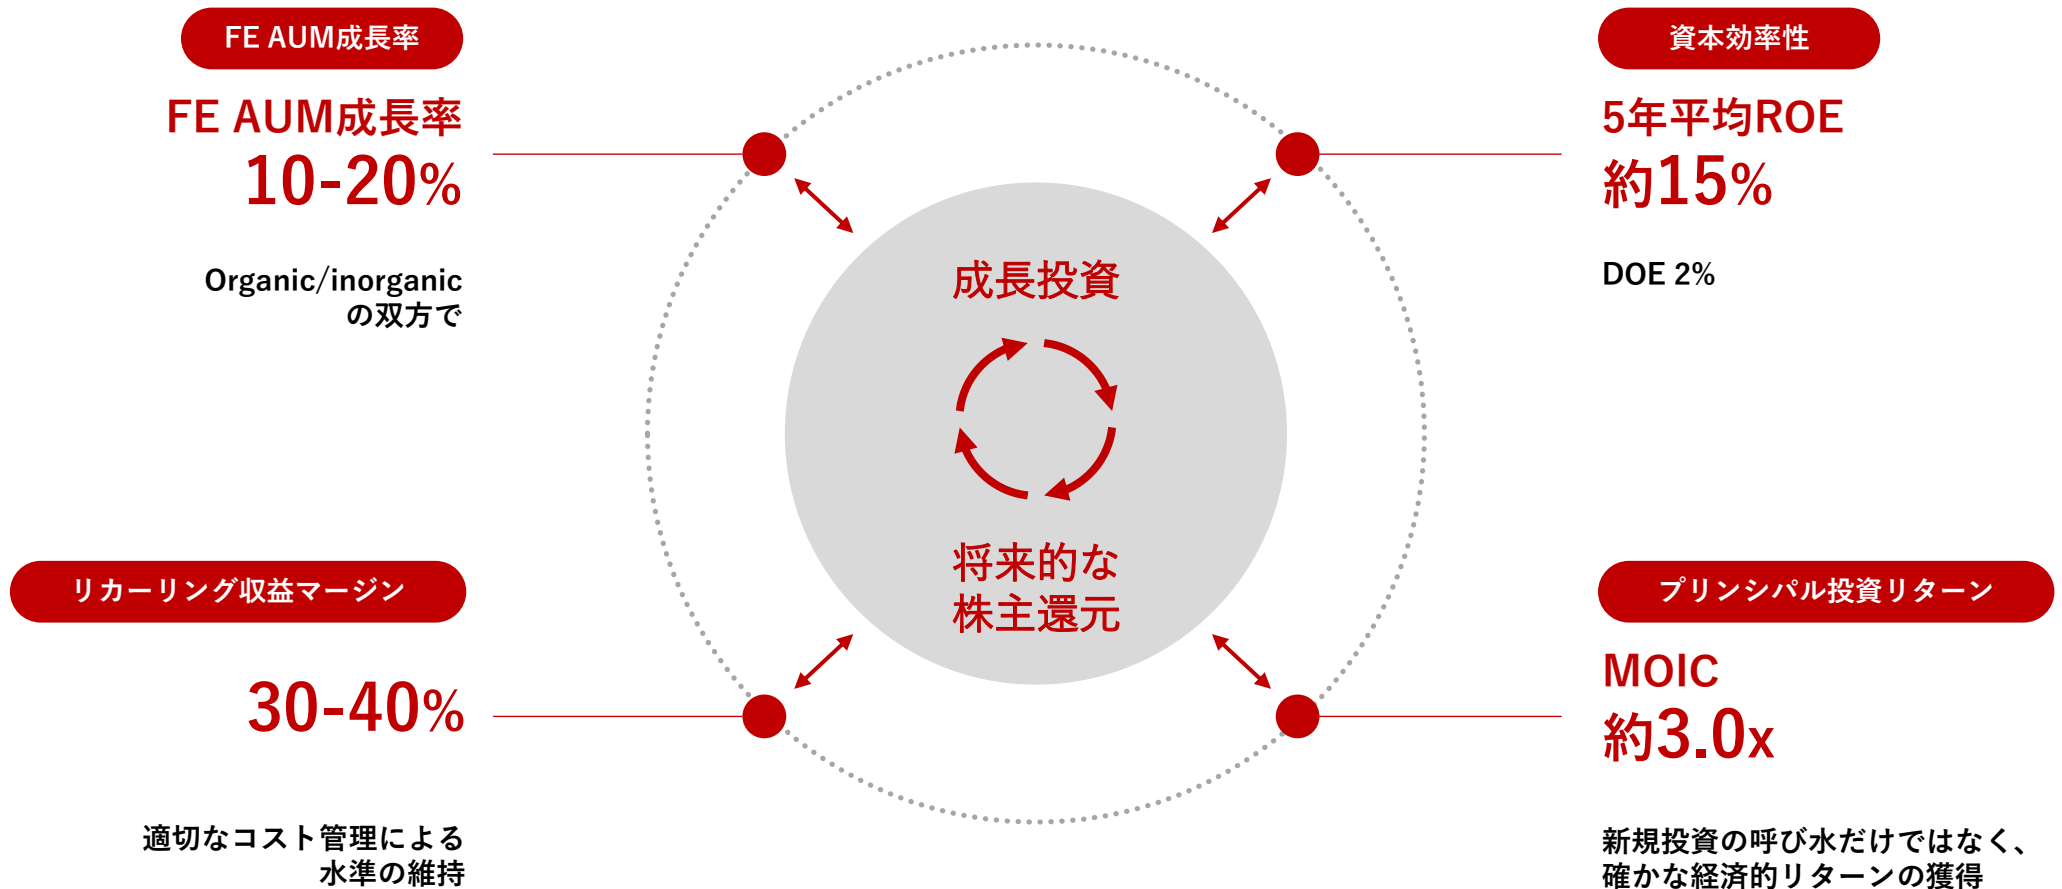 FE AUM成長率
FE AUM成長率
10-20%
Organic/inorganic
の双方で
資本効率性
5年平均ROE
約15%
DOE 2%
成長投資
将来的な
株主還元
リカーリング収益マージン
30-40%
適切なコスト管理による
水準の維持
プリンシパル投資リターン
MOIC
約3.0x
新規投資の呼び水だけではなく、
確かな経済的リターンの獲得